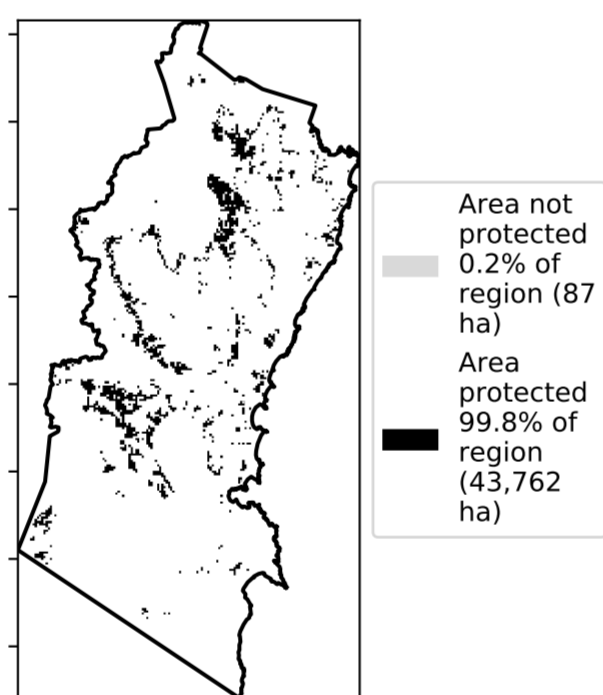 Area not
protected
0.2% of
region (87
ha)
Area
protected
99.8% of
region
(43,762
ha)